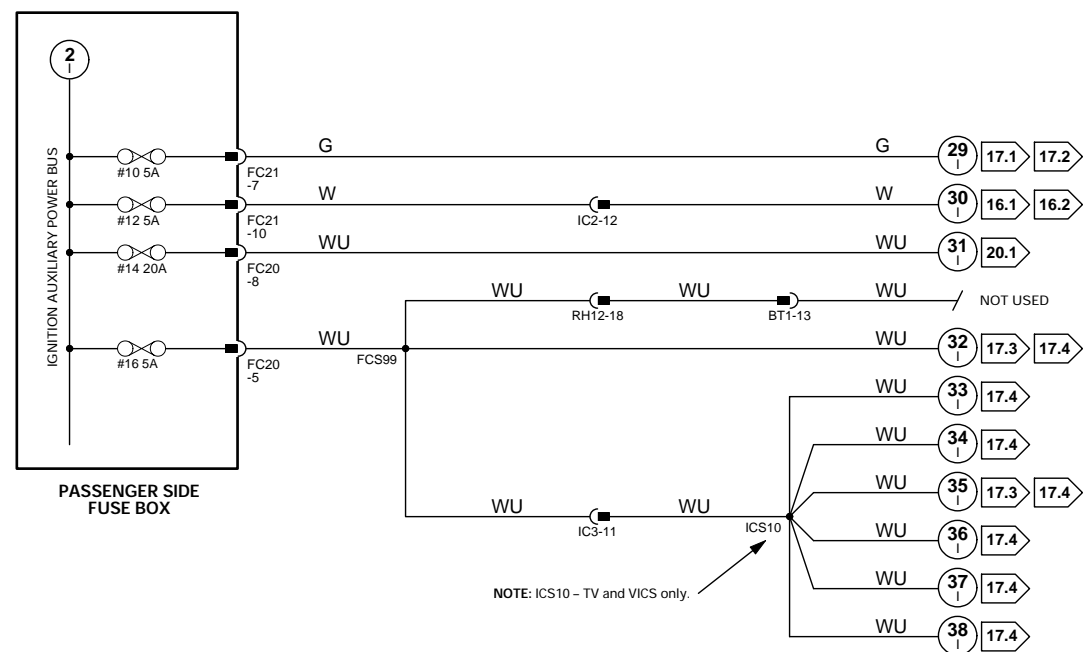 2
I
IGNITION AUXILIARY POWER BUS
#10 5A
FC21
-7
G
G
29
I
17.1
17.2
#12 5A
FC21
-10
W
IC2-12
W
30
I
16.1
16.2
#14 20A
FC20
-8
WU
WU
31
I
20.1
WU
RH12-18
WU
BT1-13
WU
NOT USED
#16 5A
FC20
-5
WU
FCS99
WU
32
I
17.3
17.4
WU
33
I
17.4
WU
34
I
17.4
WU
35
I
17.3
17.4
WU
IC3-11
WU
ICS10
WU
36
I
17.4
WU
37
I
17.4
WU
38
I
17.4
NOTE: ICS10 – TV and VICS only.
PASSENGER SIDE
FUSE BOX